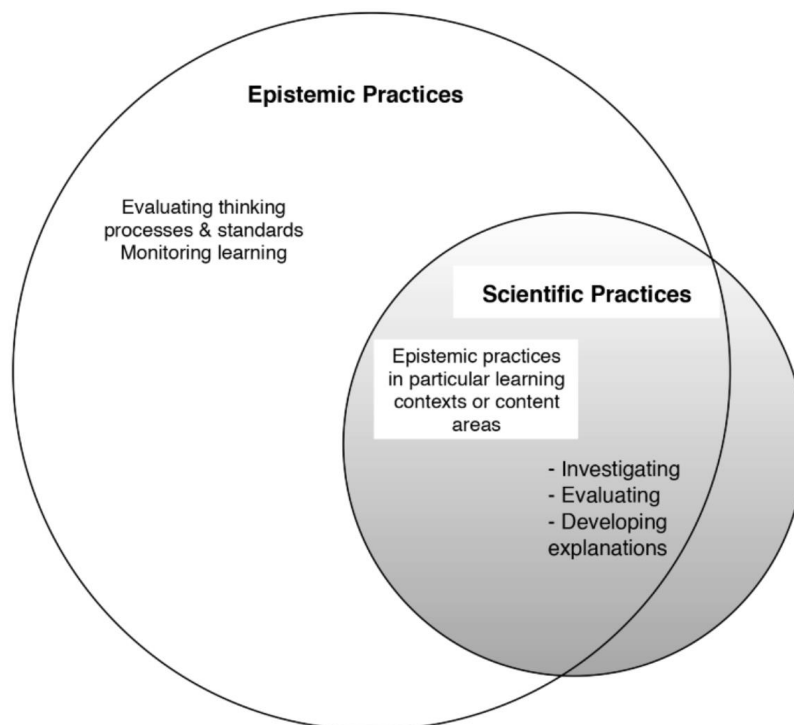 Epistemic Practices
Evaluating thinking
processes & standards
Monitoring learning
Scientific Practices
Epistemic practices
in particular learning
contexts or content
areas
- Investigating
- Evaluating
- Developing
explanations